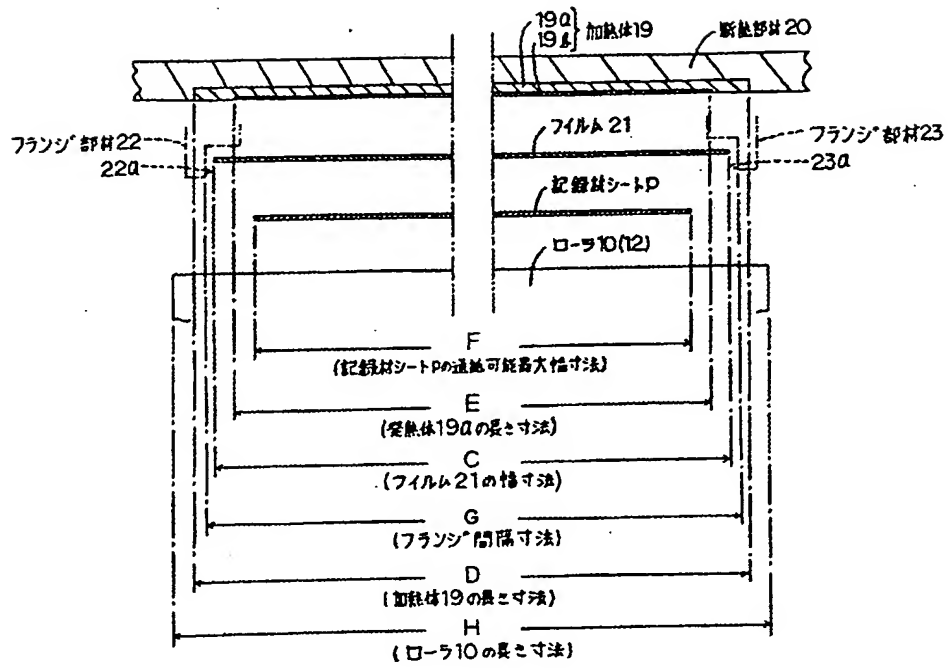 19a
19b } 加熱体19
断熱部材20
フランジ部材22
22a
フイルム21
フランジ部材23
23a
記録材シートP
ローラ10(12)
F
(記録材シートPの通紙可能最大幅寸法)
E
(発熱体19aの長さ寸法)
C
(フイルム21の幅寸法)
G
(フランジ間隔寸法)
D
(加熱体19の長さ寸法)
H
(ローラ10の長さ寸法)